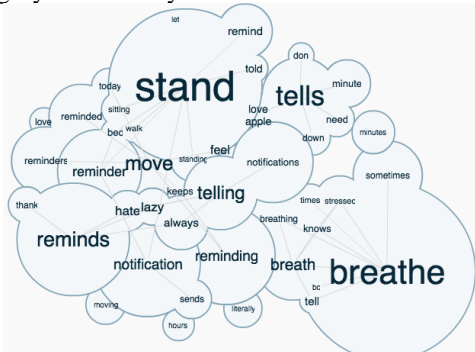 let
remind
don
today
told
stand
tells
minute
love
sitting
love
reminded
apple
need
bec
walk
down
minutes
feel
reminders
move
standing
notifications
reminder
sometimes
keeps
telling
thank
hate
lazy
times
stressed
always
breathing
knows
reminds
reminding
notification
breath
breathe
bc
moving
sends
tell
literally
hours